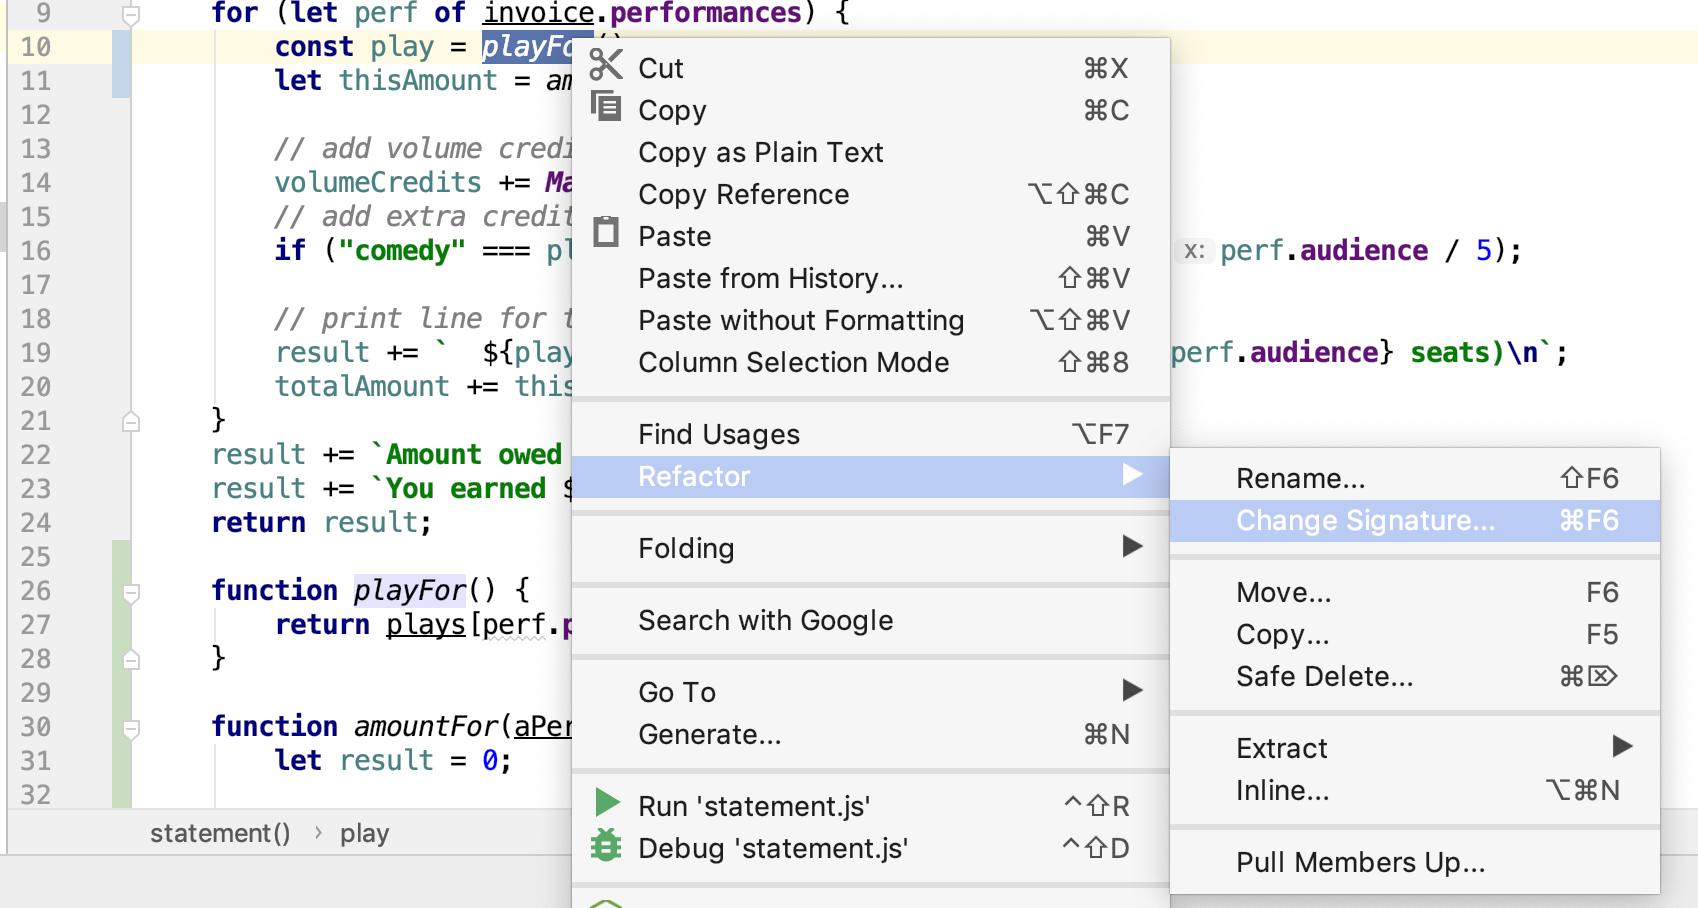 9 for (let perf of invoice.performances) {
10 const play = playFo
11 let thisAmount = am
12
13 // add volume credi
14 volumeCredits += Ma
15 // add extra credit
16 if ("comedy" === pl x: perf.audience / 5);
17
18 // print line for t
19 result += `  ${play perf.audience} seats)\n`;
20 totalAmount += this
21 }
22 result += `Amount owed
23 result += `You earned $
24 return result;
25
26 function playFor() {
27 return plays[perf.p
28 }
29
30 function amountFor(aPer
31 let result = 0;
32
statement() › play
Cut ⌘X
Copy ⌘C
Copy as Plain Text
Copy Reference ⌥⇧⌘C
Paste ⌘V
Paste from History... ⇧⌘V
Paste without Formatting ⌥⇧⌘V
Column Selection Mode ⇧⌘8
Find Usages ⌥F7
Refactor ▶
Folding ▶
Search with Google
Go To ▶
Generate... ⌘N
Run 'statement.js' ^⇧R
Debug 'statement.js' ^⇧D
Rename... ⇧F6
Change Signature... ⌘F6
Move... F6
Copy... F5
Safe Delete... ⌘⌦
Extract ▶
Inline... ⌥⌘N
Pull Members Up...